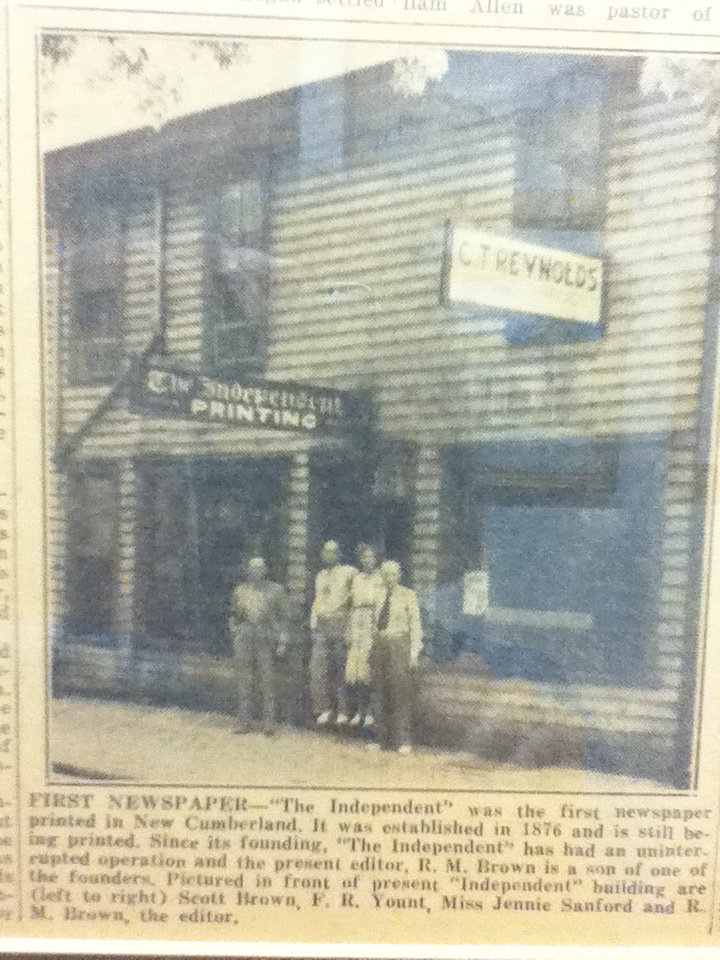 settled
iam Allen was pastor of
C T REYNOLDS
The Independent
PRINTING
FIRST NEWSPAPER—"The Independent" was the first newspaper
printed in New Cumberland. It was established in 1876 and is still be-
ing printed. Since its founding, "The Independent" has had an uninter-
rupted operation and the present editor, R. M. Brown is a son of one of
the founders. Pictured in front of present "Independent" building are
(left to right) Scott Brown, F. R. Yount, Miss Jennie Sanford and R.
M. Brown, the editor.